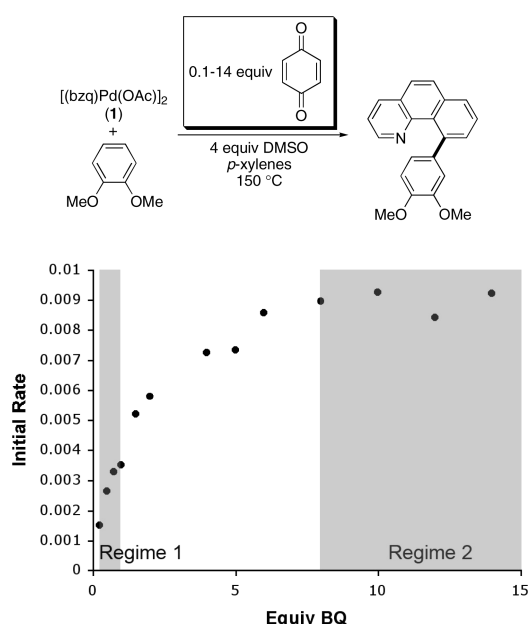 O
0.1-14 equiv
O
[(bzq)Pd(OAc)]2
(1)
+
4 equiv DMSO
p-xylenes
150 °C
MeO
OMe
N
MeO
OMe
0.01
0.009
0.008
0.007
0.006
0.005
0.004
0.003
0.002
0.001
0
Initial Rate
Regime 1
Regime 2
0
5
10
15
Equiv BQ